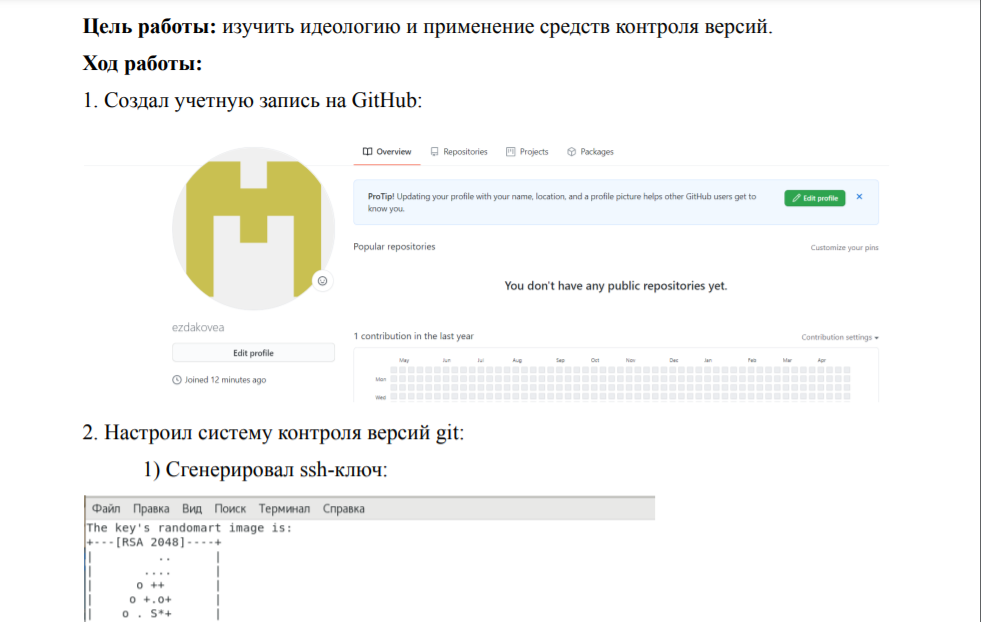 Цель работы: изучить идеологию и применение средств контроля версий.
Ход работы:
1. Создал учетную запись на GitHub:
Overview Repositories Projects Packages
ProTip! Updating your profile with your name, location, and a profile picture helps other GitHub users get to
know you.
Edit profile ×
Popular repositories
Customize your pins
You don't have any public repositories yet.
ezdakovea
Edit profile
Joined 12 minutes ago
1 contribution in the last year
Contribution settings
May Jun Jul Aug Sep Oct Nov Dec Jan Feb Mar Apr
Mon
Wed
2. Настроил систему контроля версий git:
1) Сгенерировал ssh-ключ:
Файл Правка Вид Поиск Терминал Справка
The key's randomart image is:
+---[RSA 2048]----+
| .. |
| .... |
| o ++ |
| o +.o+ |
| o . S*+ |